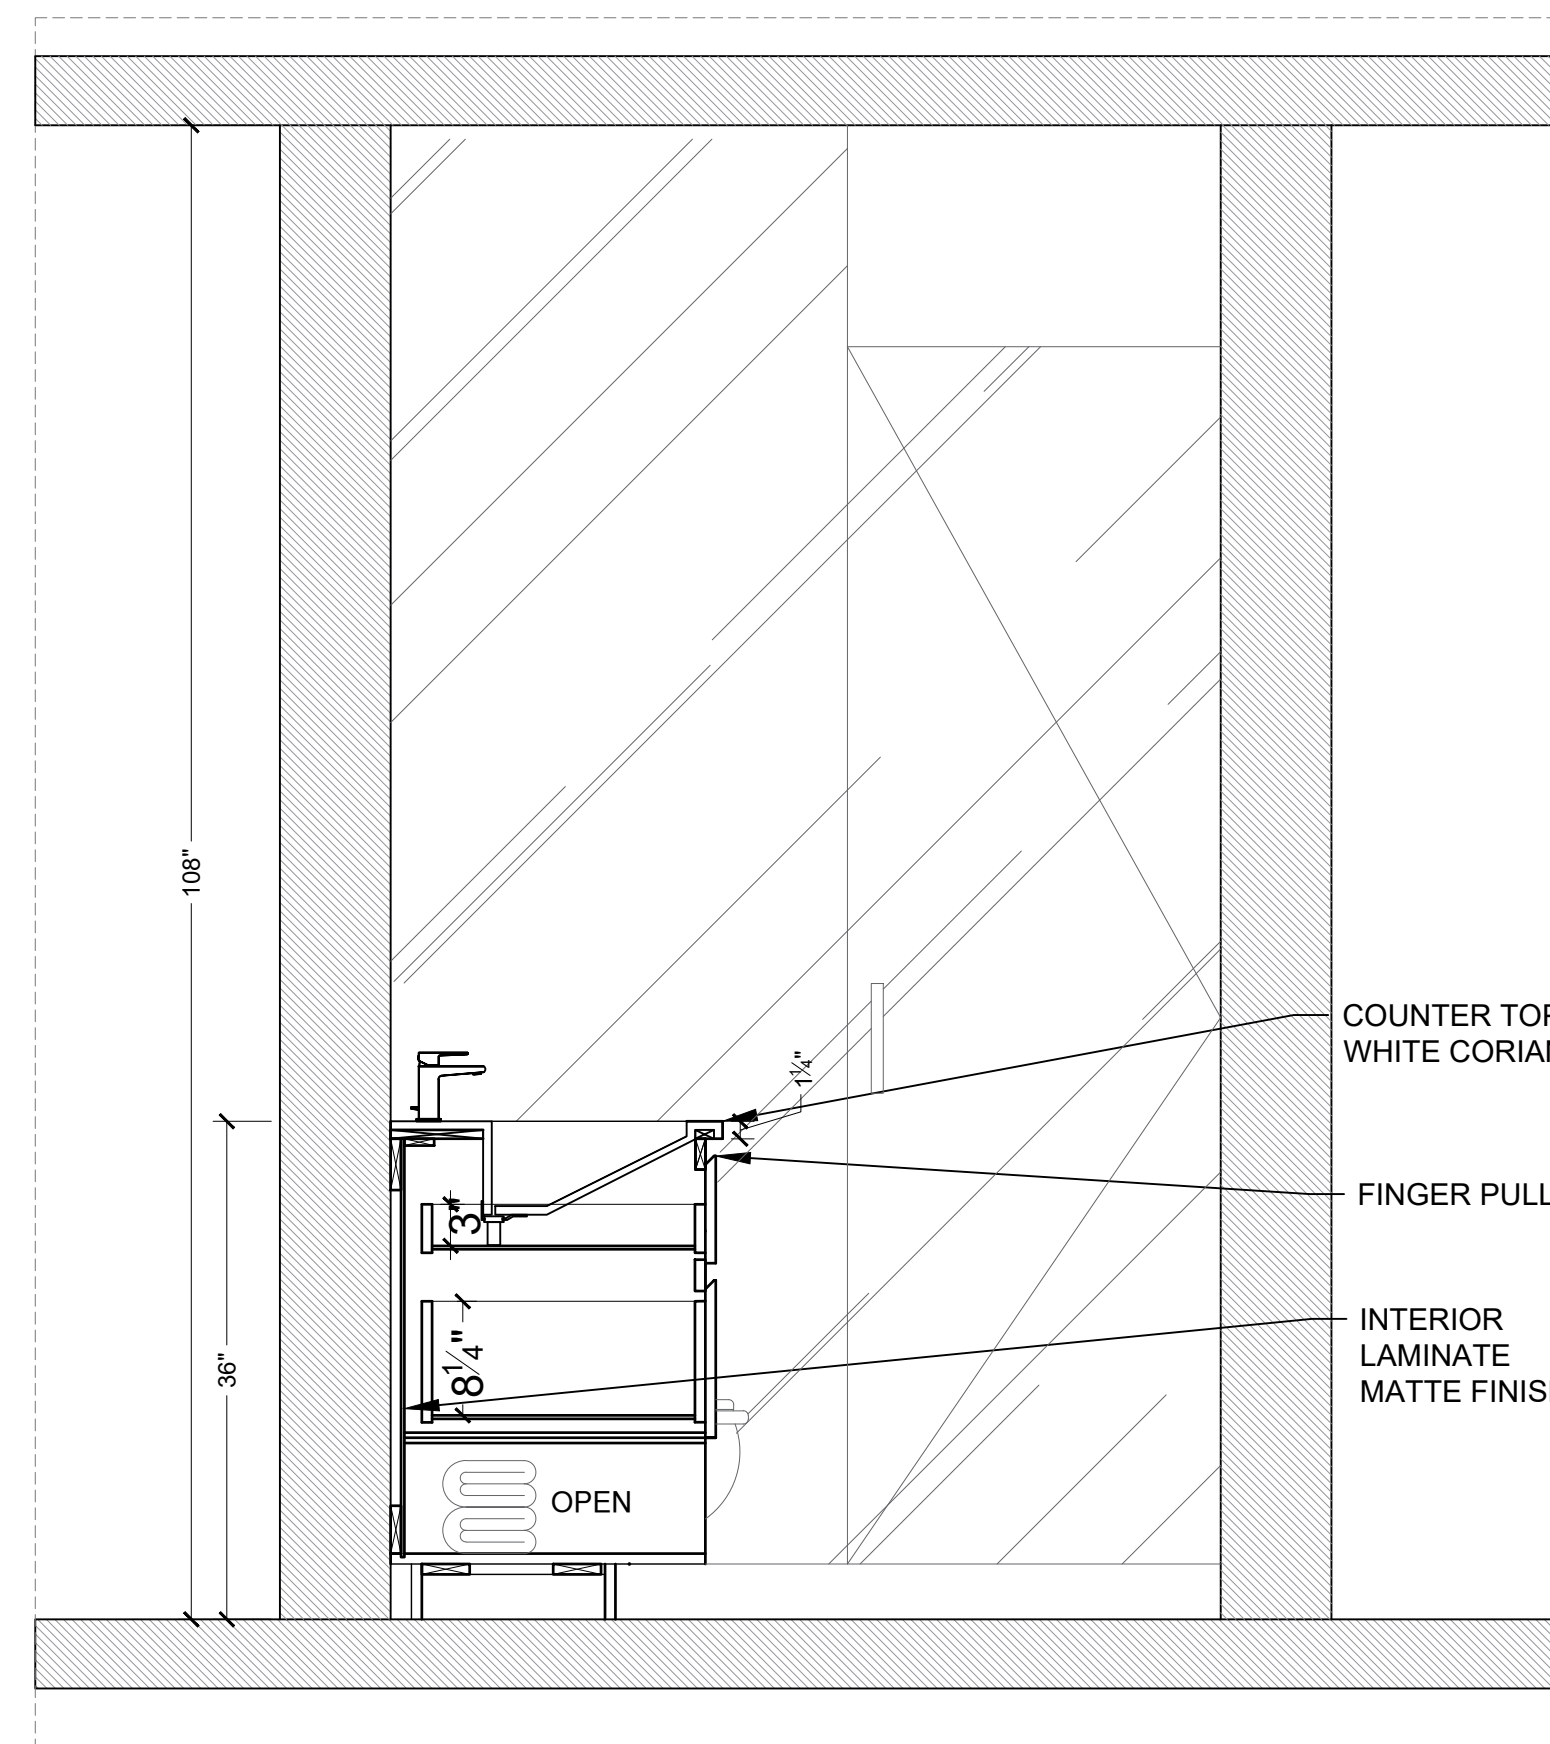 108"
COUNTER TOP
WHITE CORIAN
1¼"
FINGER PULL
3"
INTERIOR
LAMINATE
MATTE FINIS
8¼"
36"
OPEN